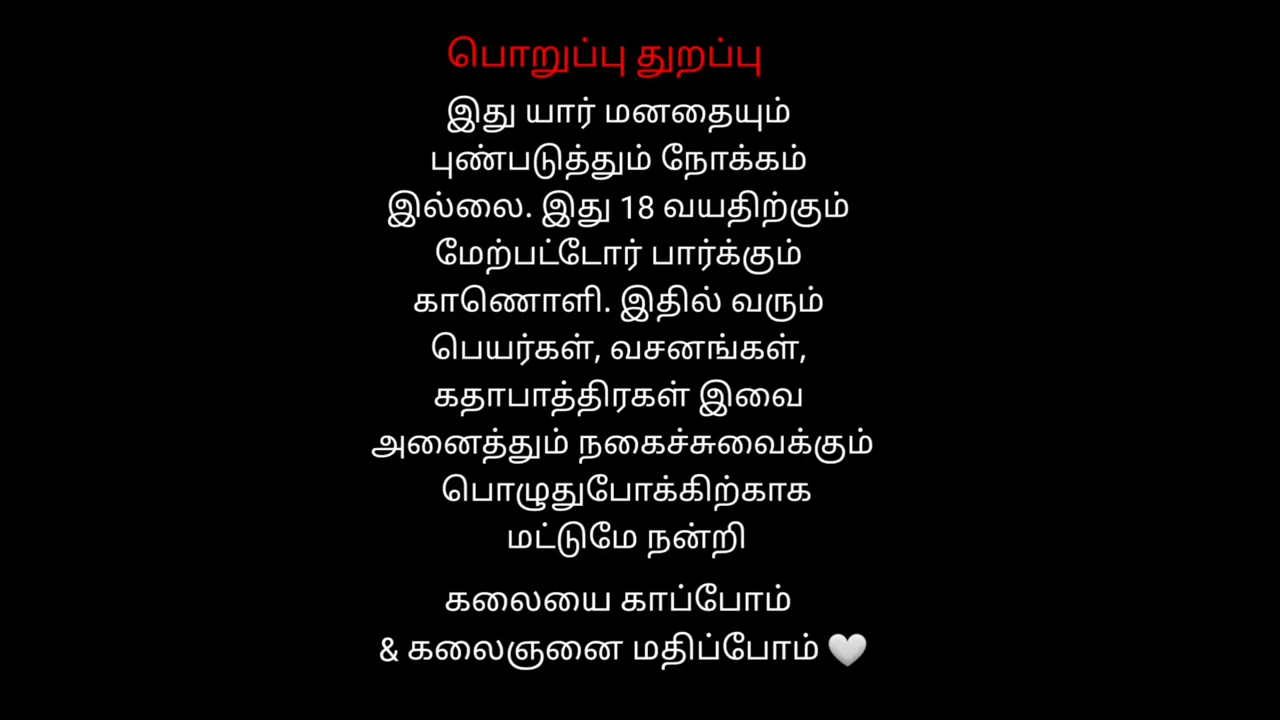 பொறுப்பு துறப்பு
இது யார் மனதையும்
புண்படுத்தும் நோக்கம்
இல்லை. இது 18 வயதிற்கும்
மேற்பட்டோர் பார்க்கும்
காணொளி. இதில் வரும்
பெயர்கள், வசனங்கள்,
கதாபாத்திரகள் இவை
அனைத்தும் நகைச்சுவைக்கும்
பொழுதுபோக்கிற்காக
மட்டுமே நன்றி
கலையை காப்போம்
& கலைஞனை மதிப்போம் 🤍